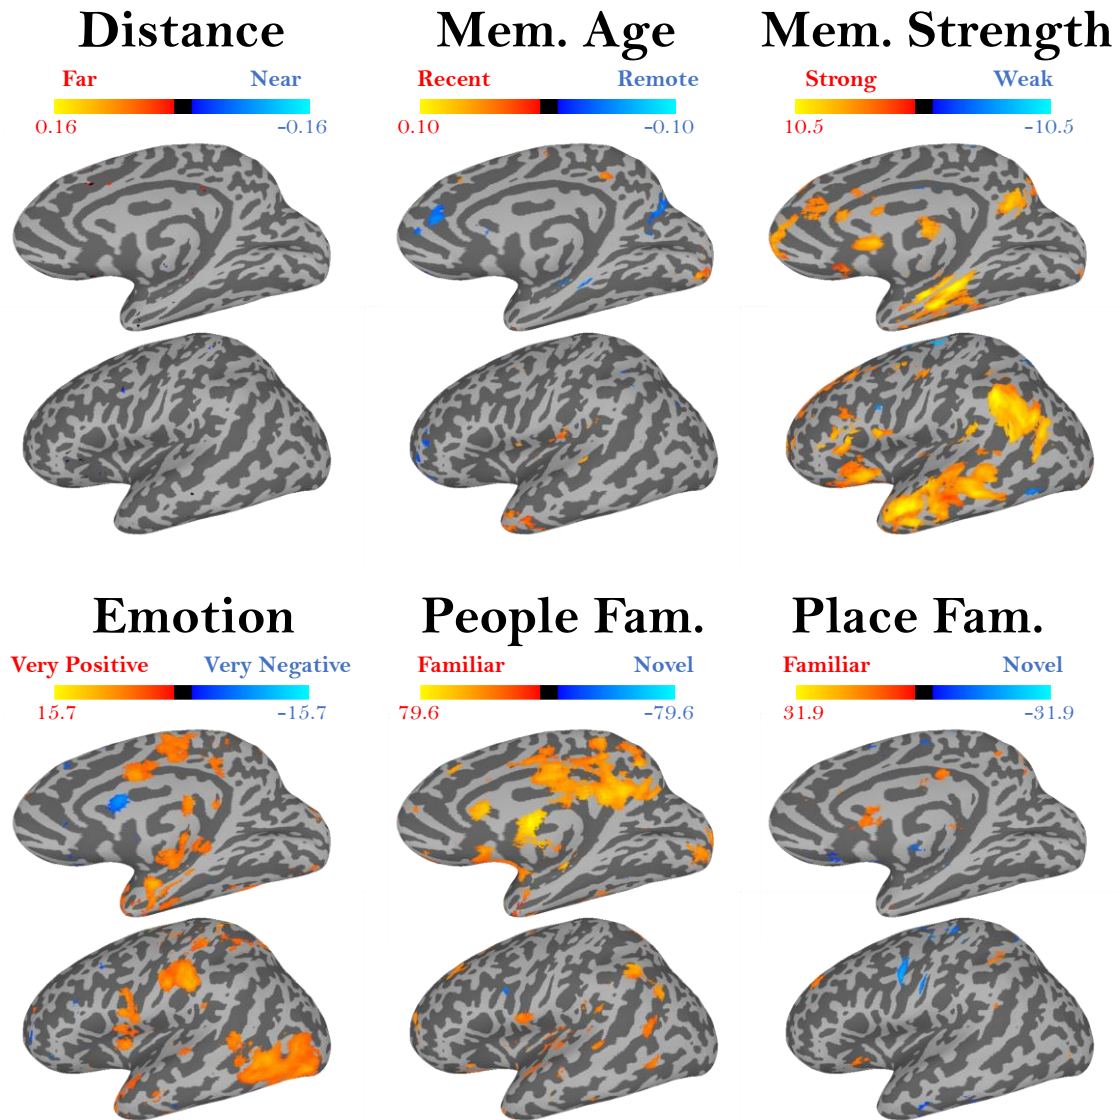 Distance
Mem. Age
Mem. Strength
Far Near
Recent Remote
Strong Weak
0.16 -0.16
0.10 -0.10
10.5 -10.5
Emotion
People Fam.
Place Fam.
Very Positive Very Negative
Familiar Novel
Familiar Novel
15.7 -15.7
79.6 -79.6
31.9 -31.9